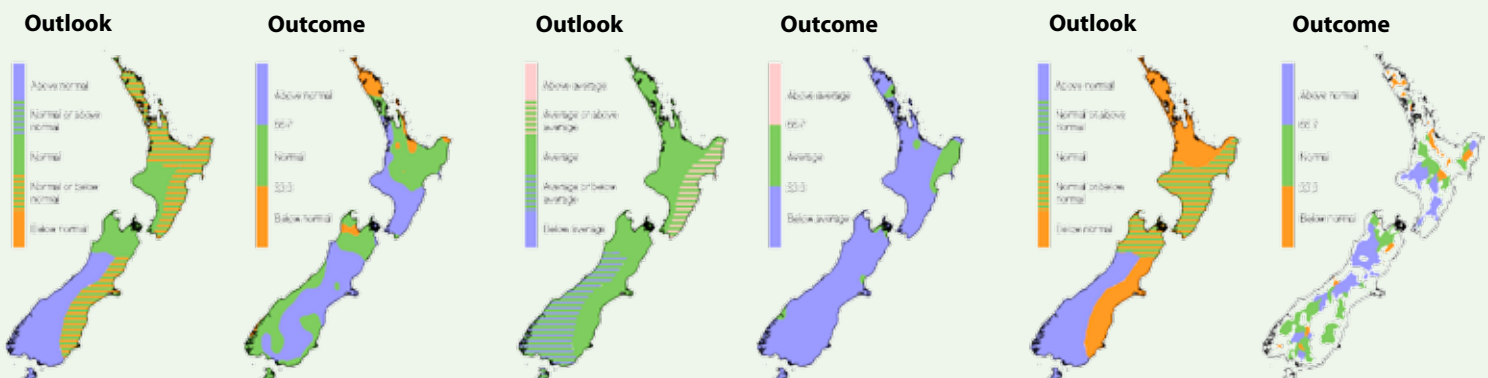 Outlook
Above normal
Normal or above
normal
Normal
Normal or below
normal
Below normal
Outcome
Above normal
66.7
Normal
33.3
Below normal
Outlook
Above average
Average or above
average
Average
Average or below
average
Below average
Outcome
Above average
66.7
Average
33.3
Below average
Outlook
Above normal
Normal or above
normal
Normal
Normal or below
normal
Below normal
Outcome
Above normal
66.7
Normal
33.3
Below normal